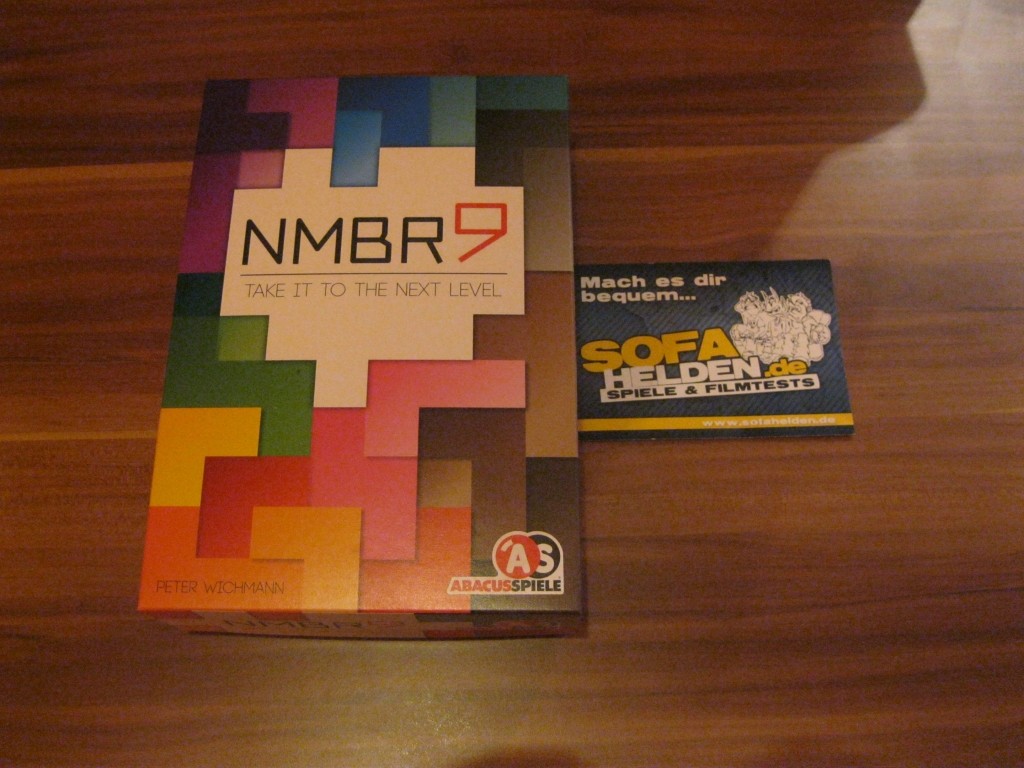 NMBR 9
TAKE IT TO THE NEXT LEVEL
PETER WICHMANN
AS
ABACUSSPIELE
NMBR9
Mach es dir
bequem...
SOFA
HELDEN.de
SPIELE & FILMTESTS
www.sofahelden.de